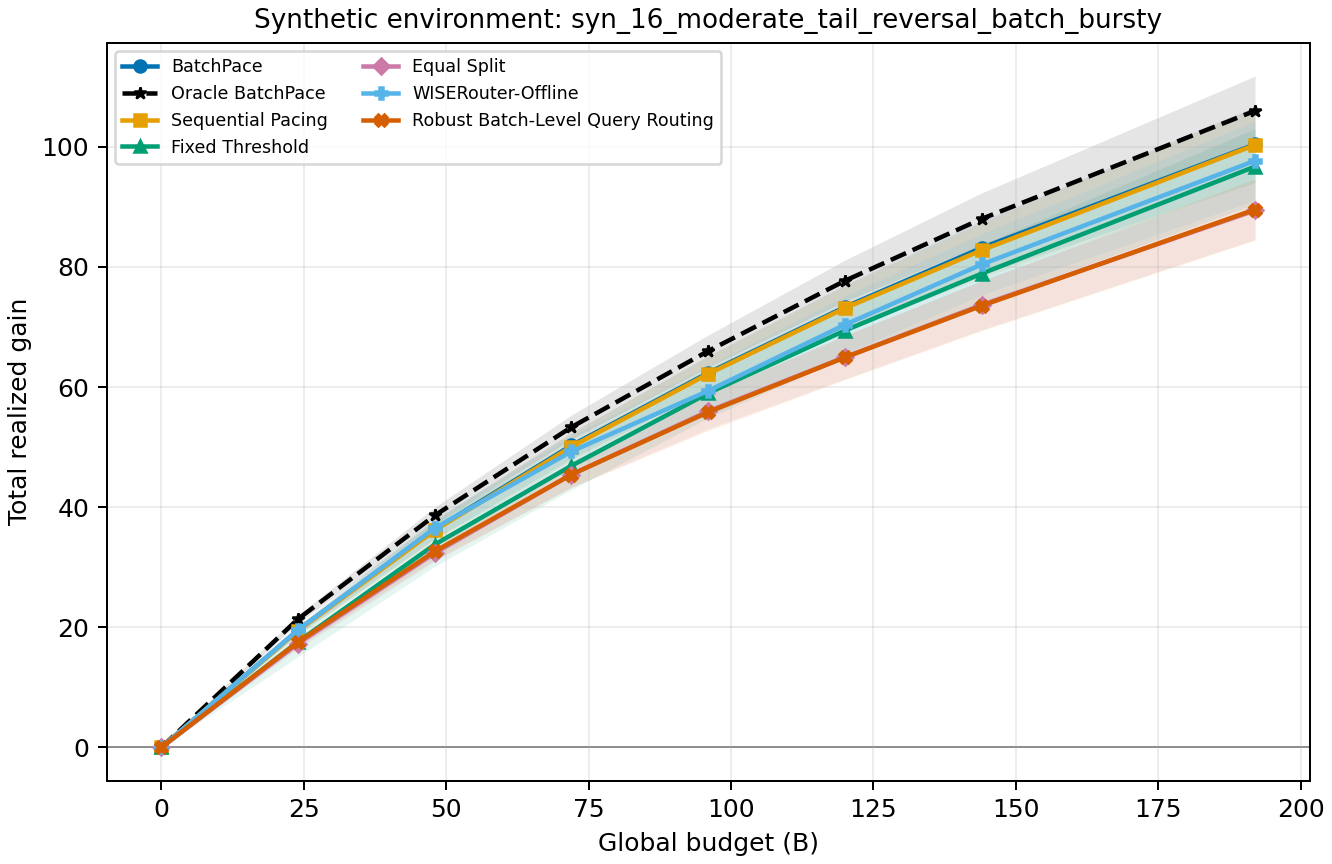 Synthetic environment: syn_16_moderate_tail_reversal_batch_bursty
BatchPace
Oracle BatchPace
Sequential Pacing
Fixed Threshold
Equal Split
WISERouter-Offline
Robust Batch-Level Query Routing
Total realized gain
100
80
60
40
20
0
0 25 50 75 100 125 150 175 200
Global budget (B)